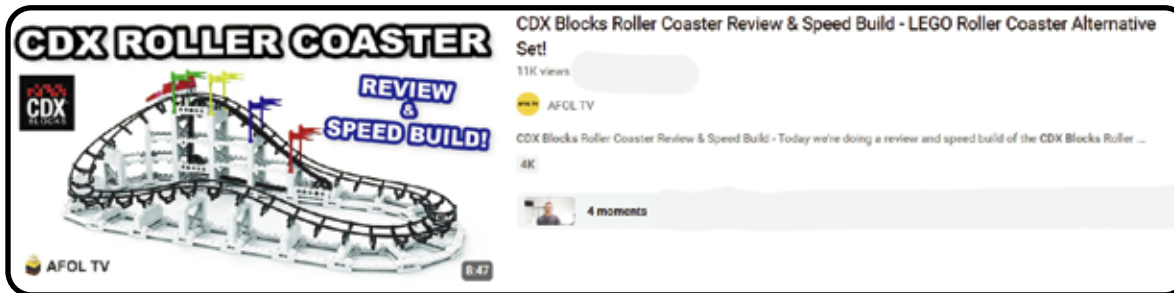 CDX ROLLER COASTER
CDX
BLOCKS
REVIEW
&
SPEED BUILD!
AFOL TV
8:47
CDX Blocks Roller Coaster Review & Speed Build - LEGO Roller Coaster Alternative
Set!
11K views
AFOL TV
CDX Blocks Roller Coaster Review & Speed Build - Today we're doing a review and speed build of the CDX Blocks Roller ...
4K
4 moments